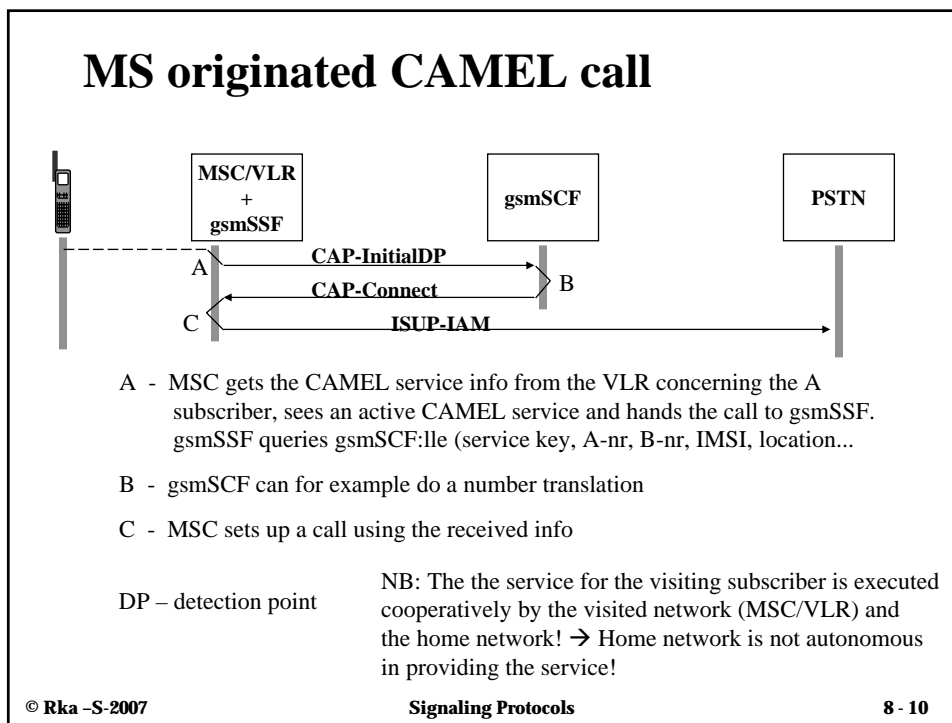 MS originated CAMEL call
MSC/VLR
+
gsmSSF
gsmSCF
PSTN
CAP-InitialDP
A
B
CAP-Connect
C
ISUP-IAM
A - MSC gets the CAMEL service info from the VLR concerning the A
subscriber, sees an active CAMEL service and hands the call to gsmSSF.
gsmSSF queries gsmSCF:lle (service key, A-nr, B-nr, IMSI, location...
B - gsmSCF can for example do a number translation
C - MSC sets up a call using the received info
DP – detection point
NB: The the service for the visiting subscriber is executed
cooperatively by the visited network (MSC/VLR) and
the home network! → Home network is not autonomous
in providing the service!
© Rka –S-2007
Signaling Protocols
8 - 10